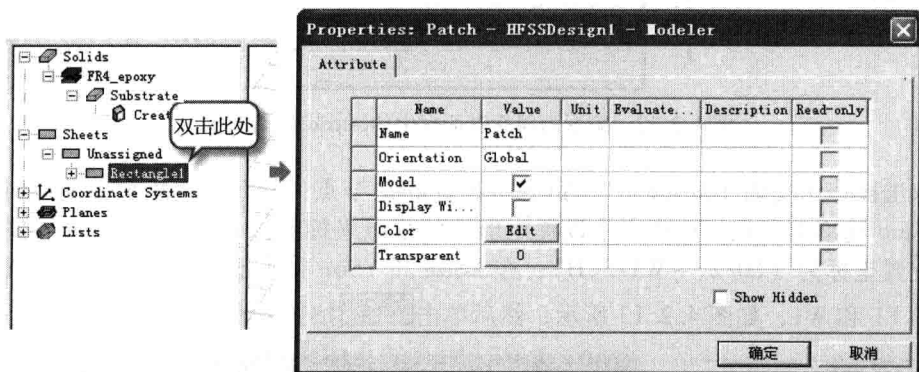 Solids
FR4_epoxy
Substrate
Creat
双击此处
Sheets
Unassigned
Rectangle1
Coordinate Systems
Planes
Lists
Properties: Patch - HFSSDesign1 - Modeler
Attribute
Name Value Unit Evaluate... Description Read-only
Name Patch
Orientation Global
Model
Display Wi...
Color Edit
Transparent 0
Show Hidden
确定 取消